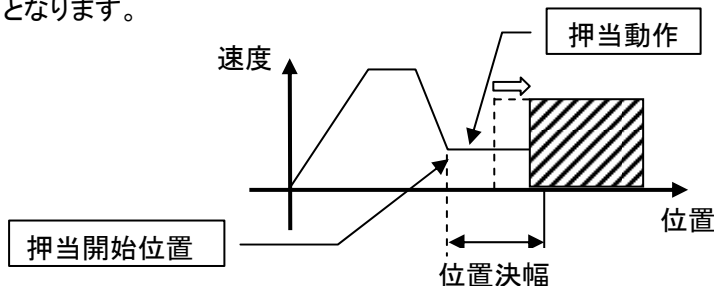 となります。
押当動作
速度
位置
押当開始位置
位置決幅